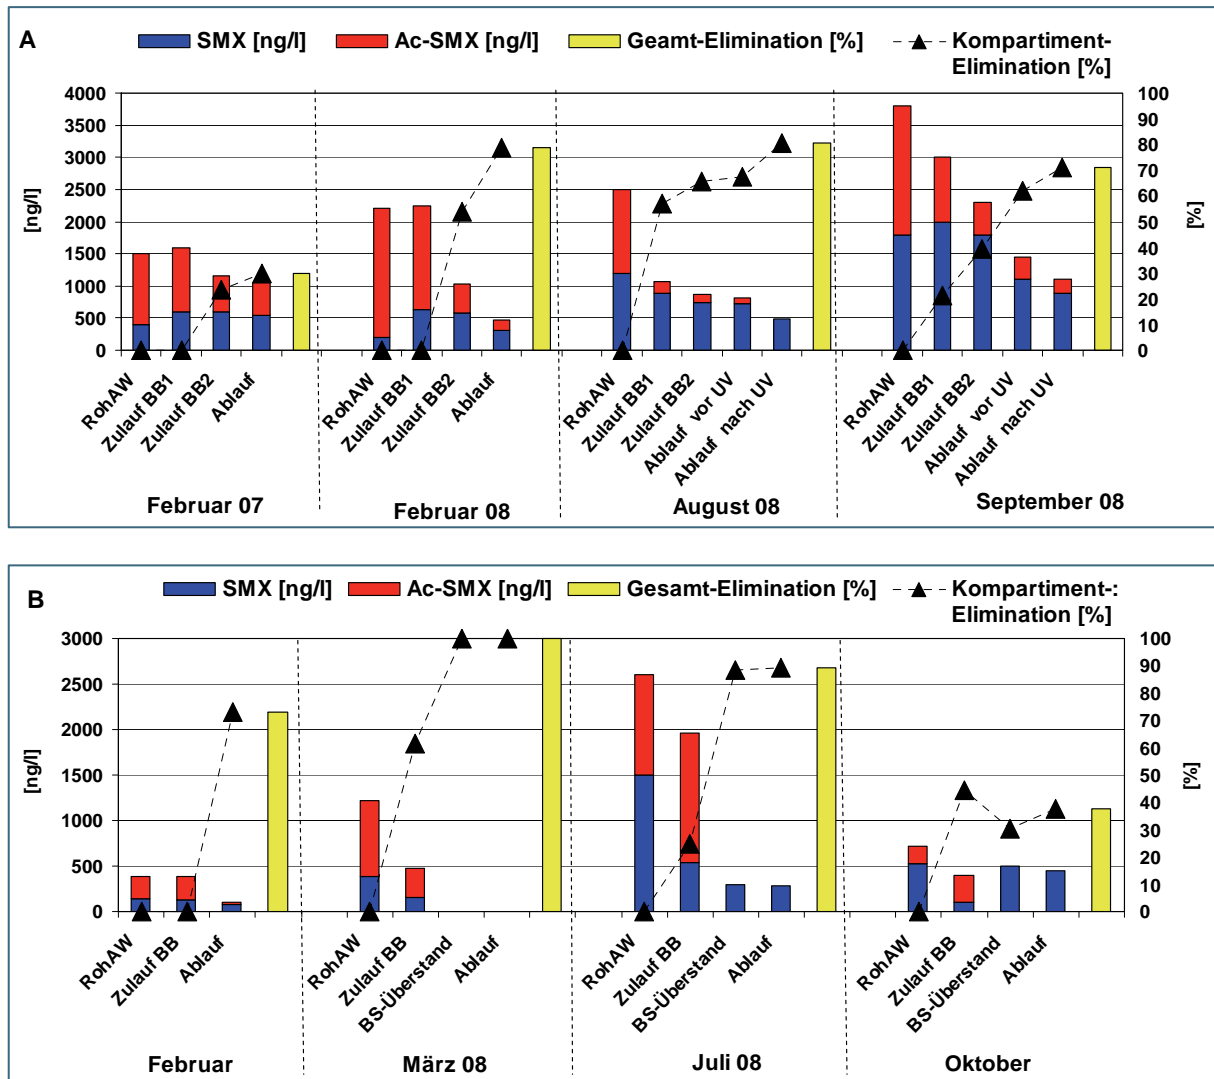 A
SMX [ng/l] Ac-SMX [ng/l] Geamt-Elimination [%] Kompartiment-
Elimination [%]
4000 100
3500 90
3000 80
2500 70
2000 60
1500 50
1000 40
500 30
0 20
10
0
[ng/l]
[%]
RohAW
Zulauf BB1
Zulauf BB2
Ablauf
RohAW
Zulauf BB1
Zulauf BB2
Ablauf
RohAW
Zulauf BB1
Zulauf BB2
Ablauf vor UV
Ablauf nach UV
RohAW
Zulauf BB1
Zulauf BB2
Ablauf vor UV
Ablauf nach UV
Februar 07 Februar 08 August 08 September 08
B
SMX [ng/l] Ac-SMX [ng/l] Gesamt-Elimination [%] Kompartiment-:
Elimination [%]
3000 100
2500 90
2000 80
1500 70
1000 60
500 50
0 40
30
20
10
0
[ng/l]
[%]
RohAW
Zulauf BB
Ablauf
RohAW
Zulauf BB
BS-Überstand
Ablauf
RohAW
Zulauf BB
BS-Überstand
Ablauf
RohAW
Zulauf BB
BS-Überstand
Ablauf
Februar März 08 Juli 08 Oktober